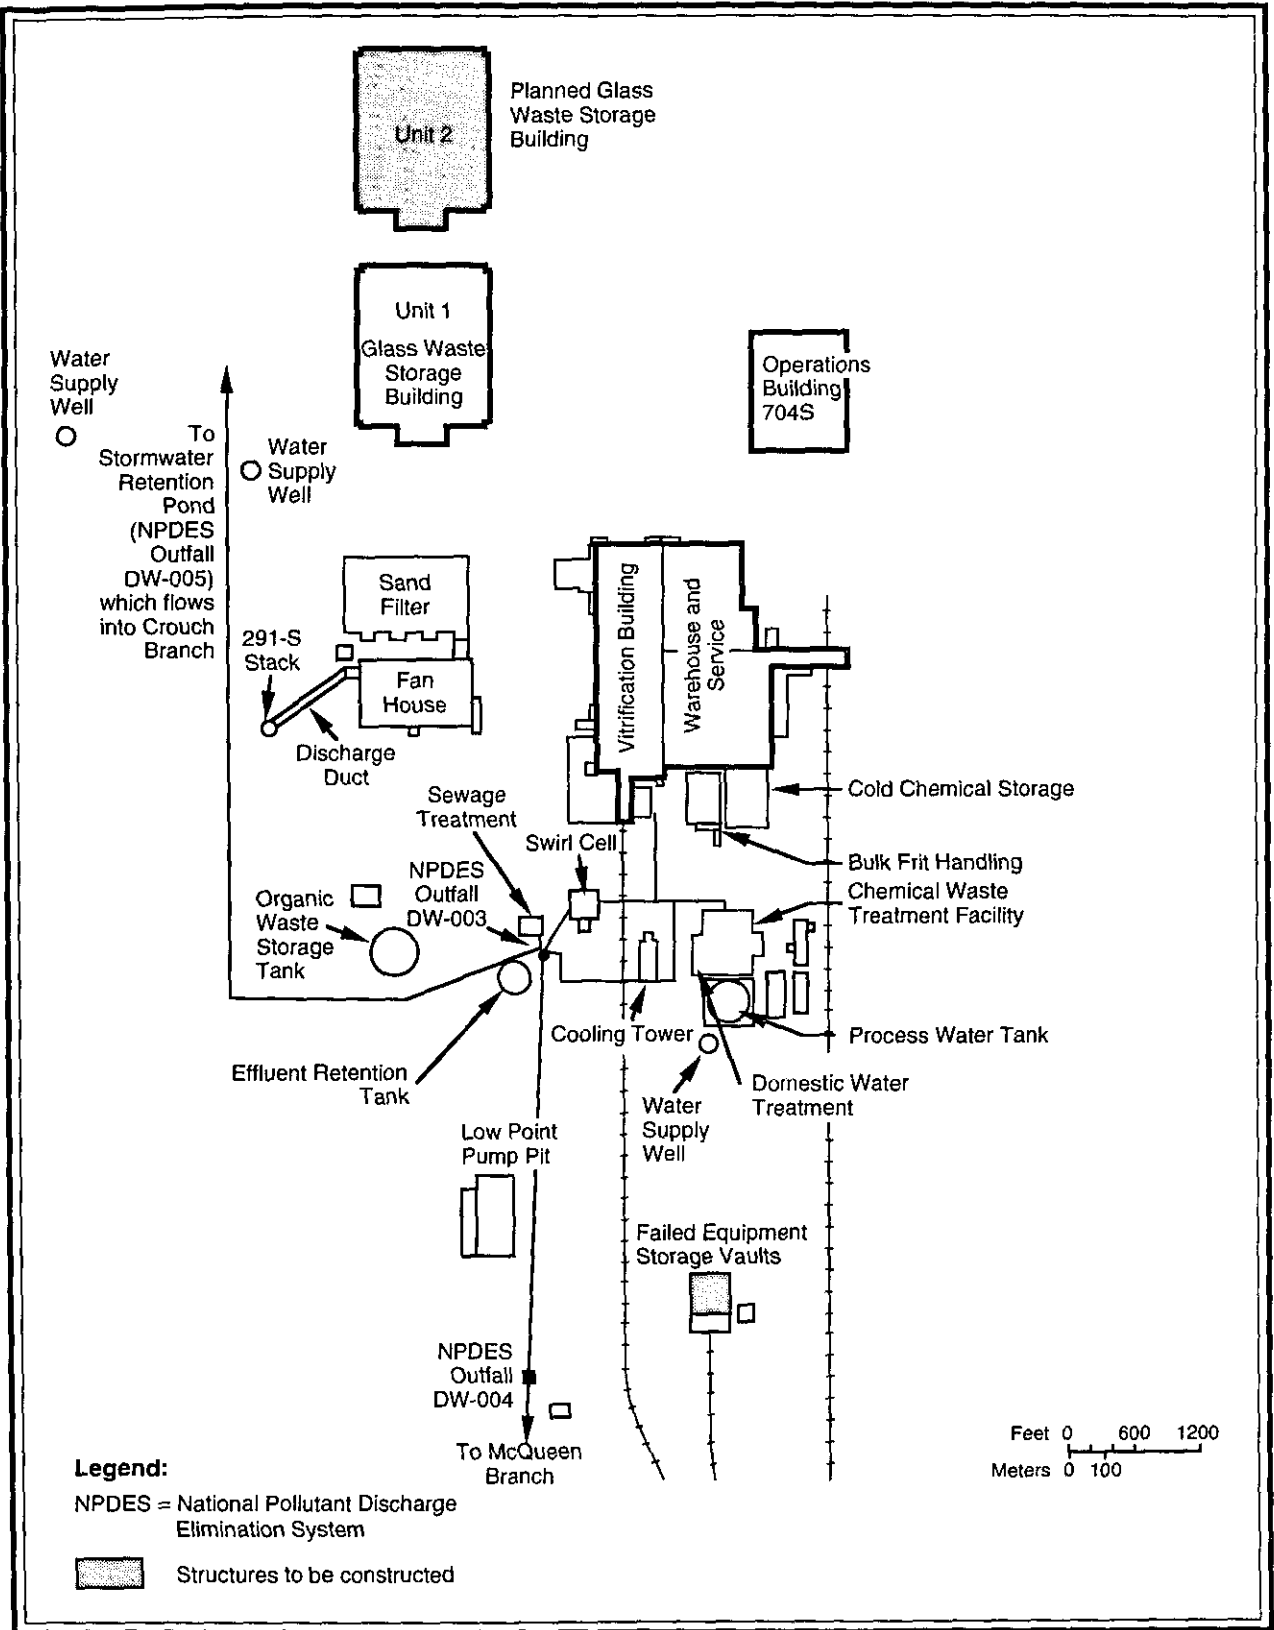 Planned Glass
Waste Storage
Building
Unit 2
Unit 1
Glass Waste
Storage
Building
Operations
Building
704S
Water
Supply
Well
To
Stormwater
Retention
Pond
(NPDES
Outfall
DW-005)
which flows
into Crouch
Branch
Water
Supply
Well
Sand
Filter
291-S
Stack
Fan
House
Discharge
Duct
Vitrification Building
Warehouse and
Service
Cold Chemical Storage
Sewage
Treatment
Swirl Cell
Bulk Frit Handling
NPDES
Outfall
DW-003
Chemical Waste
Treatment Facility
Organic
Waste
Storage
Tank
Cooling Tower
Process Water Tank
Effluent Retention
Tank
Domestic Water
Treatment
Water
Supply
Well
Low Point
Pump Pit
Failed Equipment
Storage Vaults
NPDES
Outfall
DW-004
To McQueen
Branch
Feet 0 600 1200
Meters 0 100
Legend:
NPDES = National Pollutant Discharge
Elimination System
Structures to be constructed